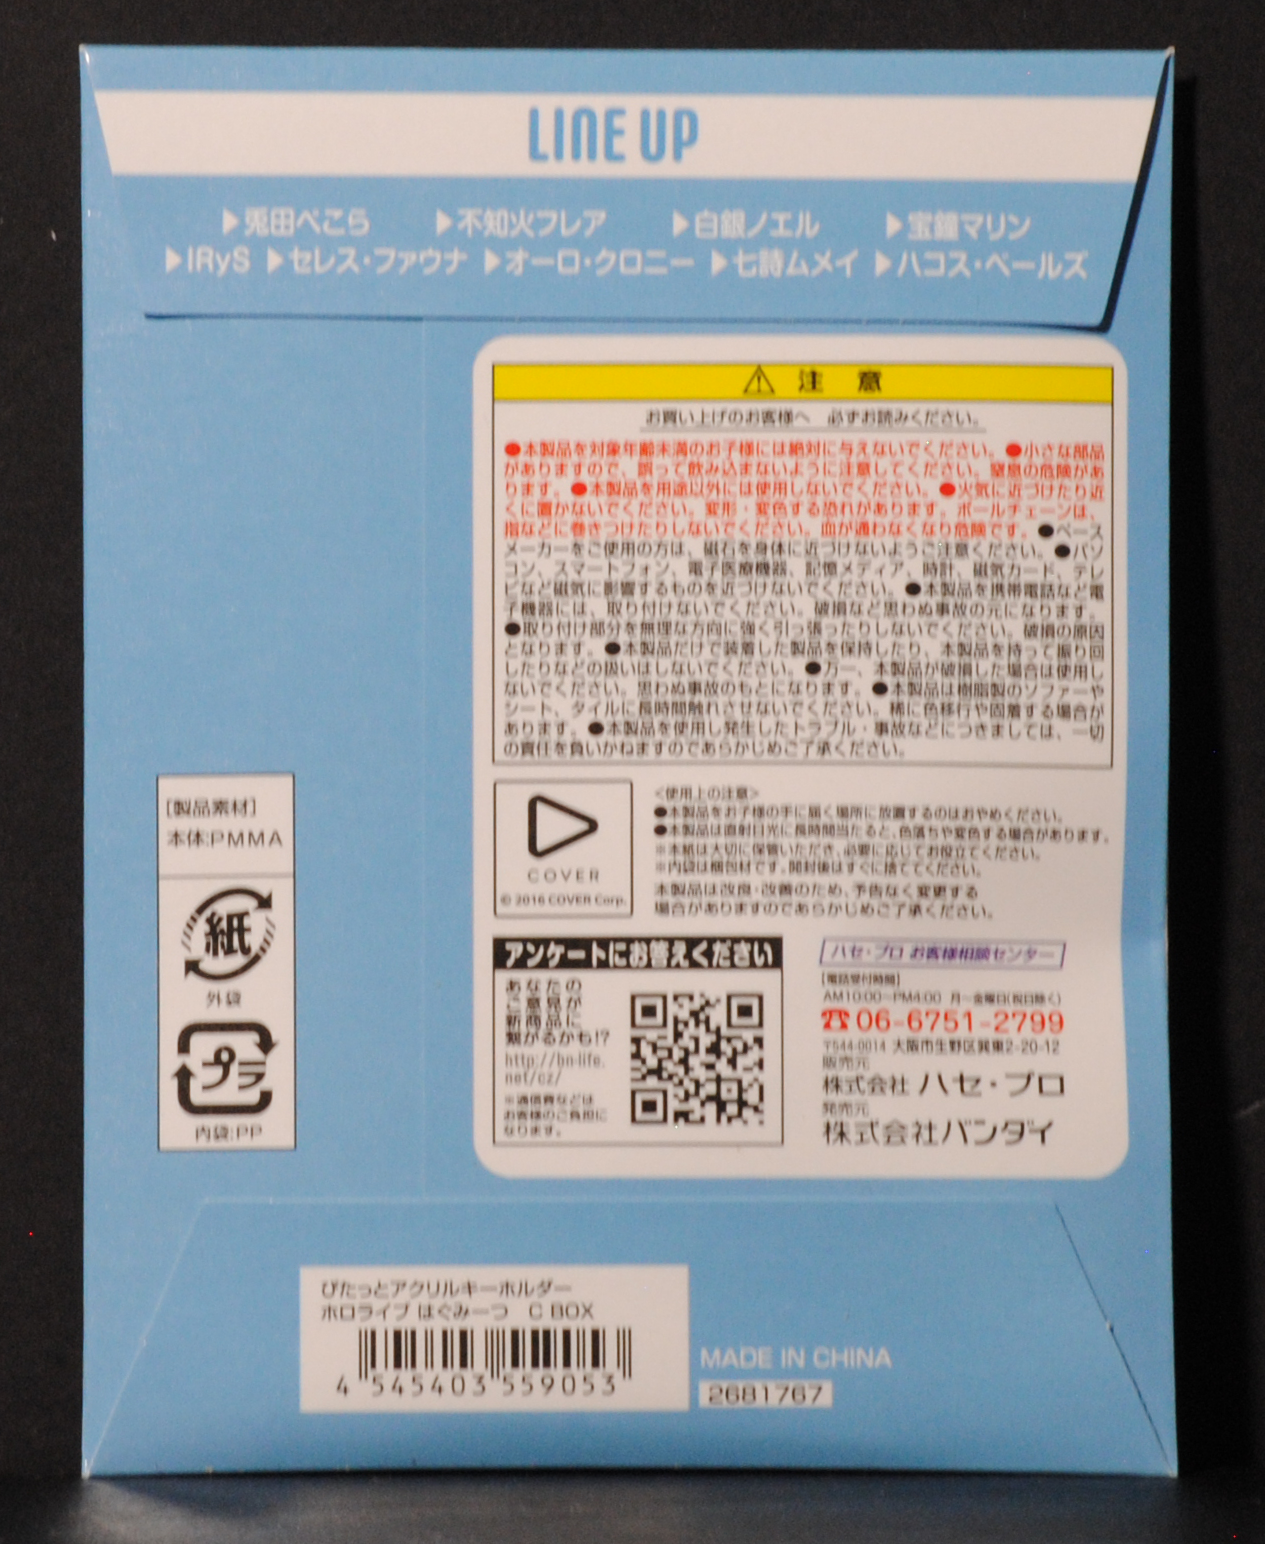 LINE UP
▶兎田ぺこら ▶不知火フレア ▶白銀ノエル ▶宝鐘マリン
▶IRyS ▶セレス・ファウナ ▶オーロ・クロニー ▶七詩ムメイ ▶ハコス・ベールズ
⚠ 注 意
お買い上げのお客様へ 必ずお読みください。
●本製品を対象年齢未満のお子様には絶対に与えないでください。●小さな部品
がありますので、誤って飲み込まないように注意してください。窒息の危険があ
ります。●本製品を用途以外には使用しないでください。●火気に近づけたり近
くに置かないでください。変形・変色する恐れがあります。ボールチェーンは、
指などに巻きつけたりしないでください。血が通わなくなり危険です。●ペース
メーカーをご使用の方は、磁石を身体に近づけないようご注意ください。●パソ
コン、スマートフォン、電子医療機器、記憶メディア、時計、磁気カード、テレ
ビなど磁気に影響するものを近づけないでください。●本製品を携帯電話など電
子機器には、取り付けないでください。破損など思わぬ事故の元になります。
●取り付け部分を無理な方向に強く引っ張ったりしないでください。破損の原因
となります。●本製品だけで装着した製品を保持したり、本製品を持って振り回
したりなどの扱いはしないでください。●万一、本製品が破損した場合は使用し
ないでください。思わぬ事故のもとになります。●本製品は樹脂製のソファーや
シート、タイルに長時間触れさせないでください。稀に色移行や固着する場合が
あります。●本製品を使用し発生したトラブル・事故などにつきましては、一切
の責任を負いかねますのであらかじめご了承ください。
COVER
© 2016 COVER Corp.
<使用上の注意>
●本製品をお子様の手に届く場所に放置するのはおやめください。
●本製品は直射日光に長時間当たると、色落ちや変色する場合があります。
※本紙は大切に保管いただき、必要に応じてお役立てください。
※内袋は梱包材です。開封後はすぐに捨ててください。
本製品は改良・改善のため、予告なく変更する
場合がありますのであらかじめご了承ください。
[製品素材]
本体:PMMA
紙
外袋
プラ
内袋:PP
アンケートにお答えください
あなたの
ご意見が
新商品に
繋がるかも!?
http://bn-life.
net/cz/
※通信費などは
お客様のご負担に
なります。
ハセ・プロ お客様相談センター
[電話受付時間]
AM10:00~PM4:00 月~金曜日(祝日除く)
☎06-6751-2799
〒544-0014 大阪市生野区巽東2-20-12
販売元
株式会社 ハセ・プロ
発売元
株式会社バンダイ
ぴたっとアクリルキーホルダー
ホロライブ はぐみーつ C BOX
4 545403 559053
MADE IN CHINA
2681767